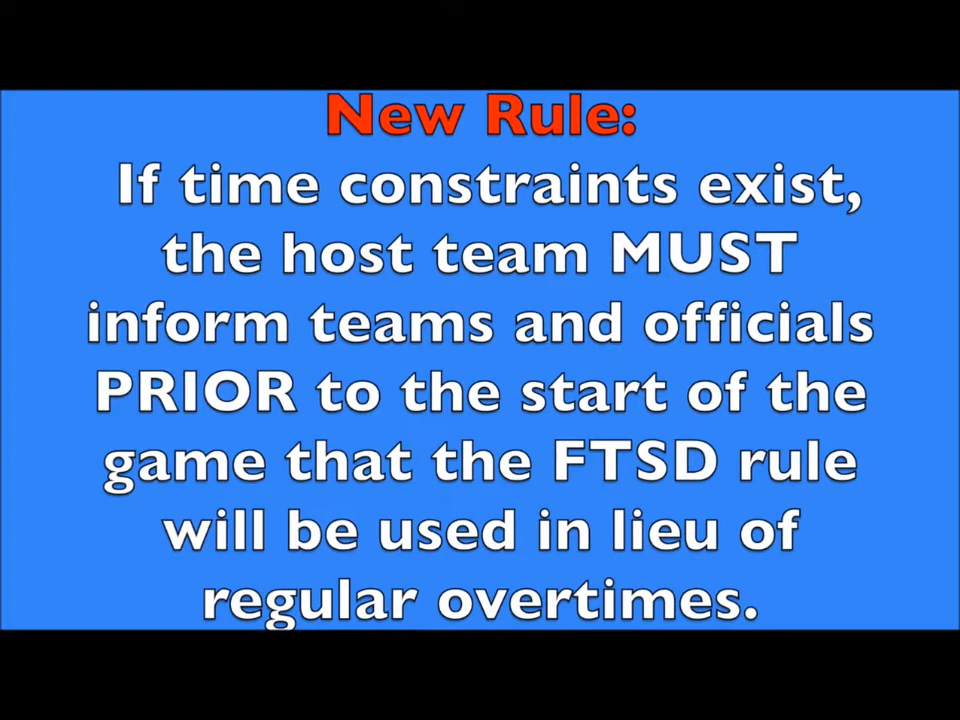 New Rule:
If time constraints exist,
the host team MUST
inform teams and officials
PRIOR to the start of the
game that the FTSD rule
will be used in lieu of
regular overtimes.